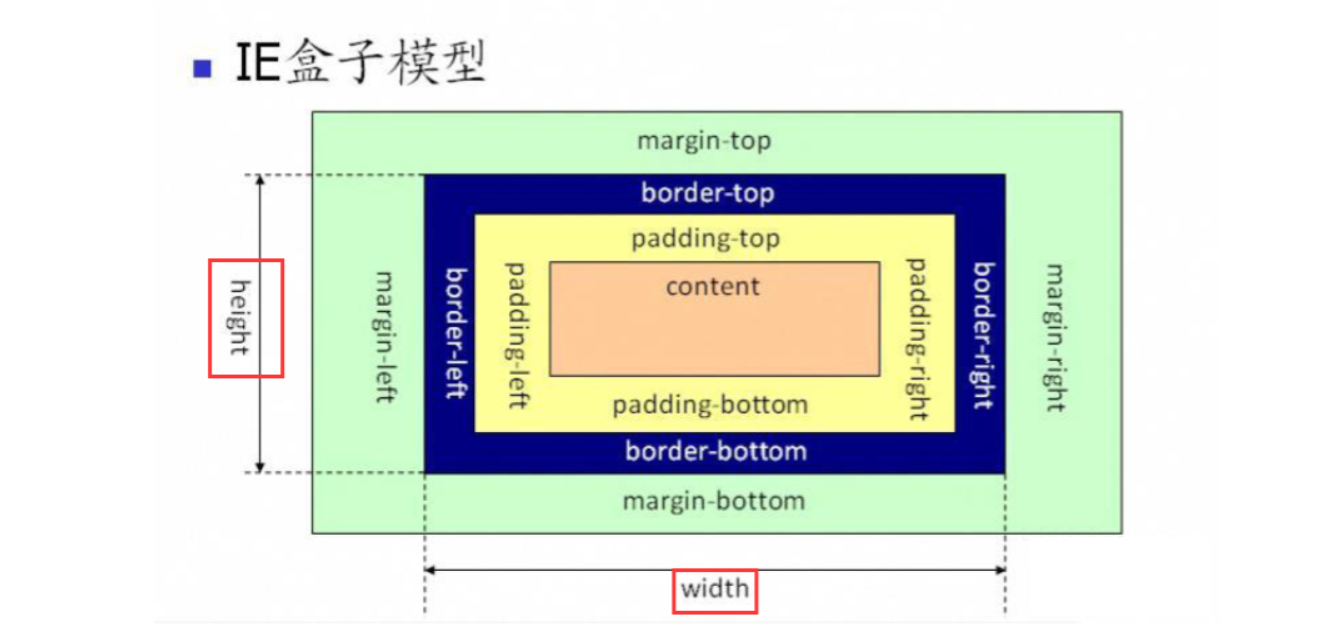 IE盒子模型
margin-top
border-top
padding-top
content
height
margin-left
border-left
padding-left
padding-right
border-right
margin-right
padding-bottom
border-bottom
margin-bottom
width